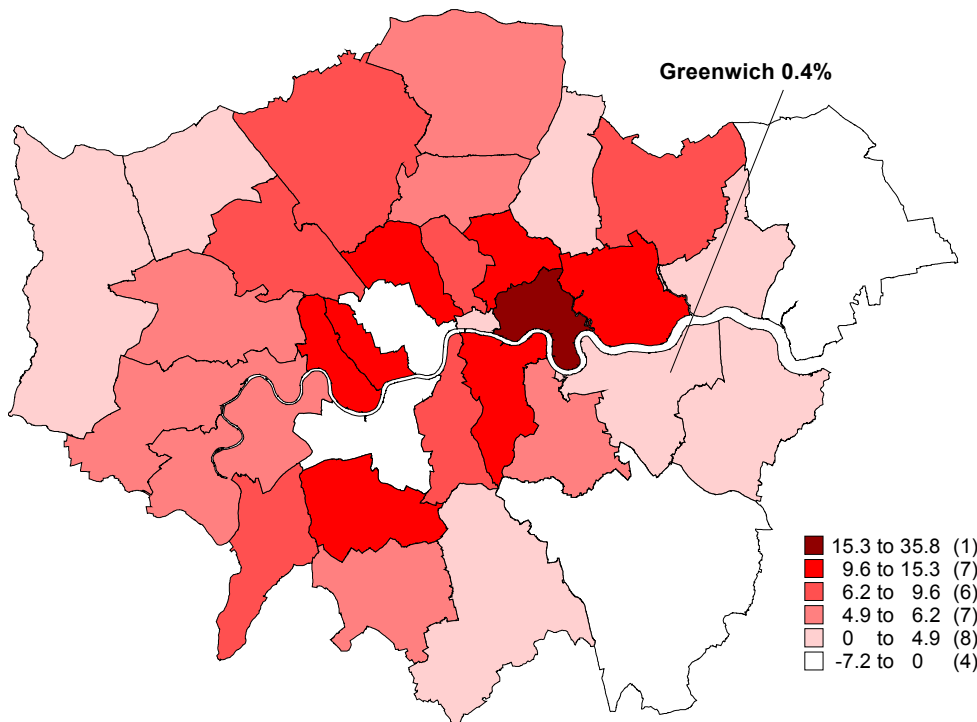 Greenwich 0.4%
15.3 to 35.8 (1)
9.6 to 15.3 (7)
6.2 to 9.6 (6)
4.9 to 6.2 (7)
0 to 4.9 (8)
-7.2 to 0 (4)